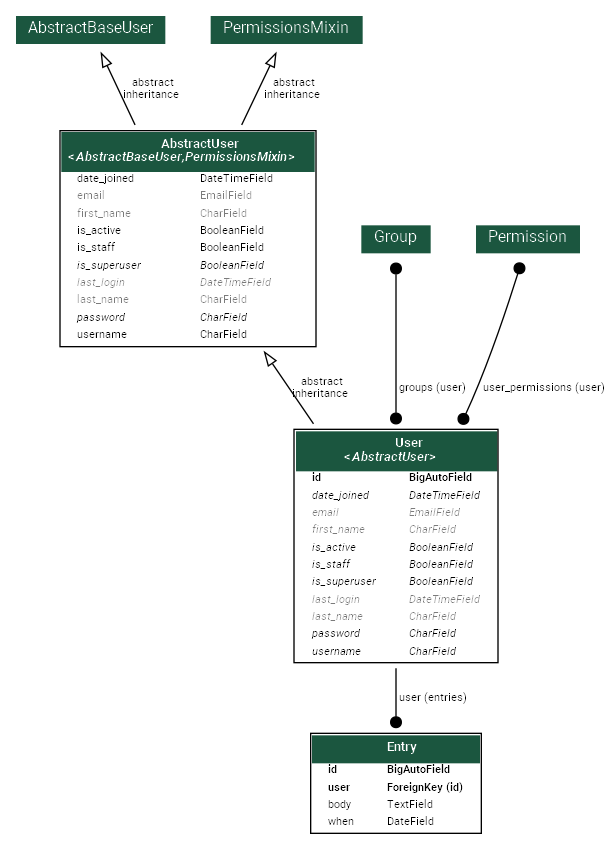 AbstractBaseUser
PermissionsMixin
abstract
inheritance
abstract
inheritance
AbstractUser
<AbstractBaseUser,PermissionsMixin>
date_joined DateTimeField
email EmailField
first_name CharField
is_active BooleanField
is_staff BooleanField
is_superuser BooleanField
last_login DateTimeField
last_name CharField
password CharField
username CharField
Group
Permission
abstract
inheritance
groups (user)
user_permissions (user)
User
<AbstractUser>
id BigAutoField
date_joined DateTimeField
email EmailField
first_name CharField
is_active BooleanField
is_staff BooleanField
is_superuser BooleanField
last_login DateTimeField
last_name CharField
password CharField
username CharField
user (entries)
Entry
id BigAutoField
user ForeignKey (id)
body TextField
when DateField